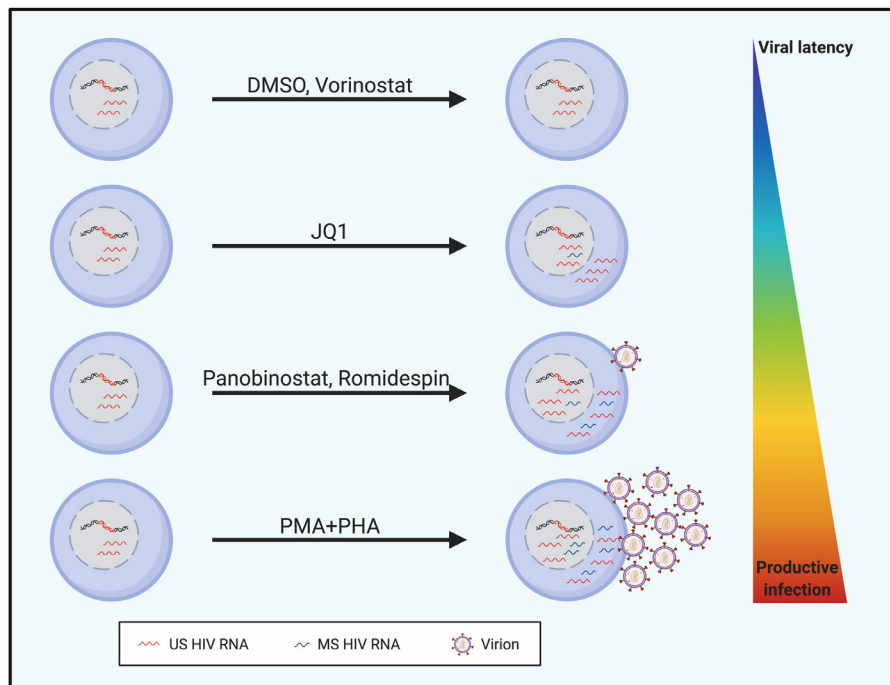 Viral latency
DMSO, Vorinostat
JQ1
Panobinostat, Romidespin
PMA+PHA
Productive
infection
US HIV RNA
MS HIV RNA
Virion